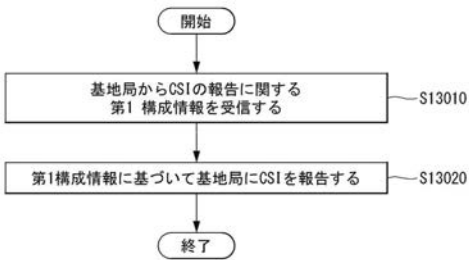 開始
基地局からCSIの報告に関する
第1 構成情報を受信する
S13010
第1構成情報に基づいて基地局にCSIを報告する
S13020
終了